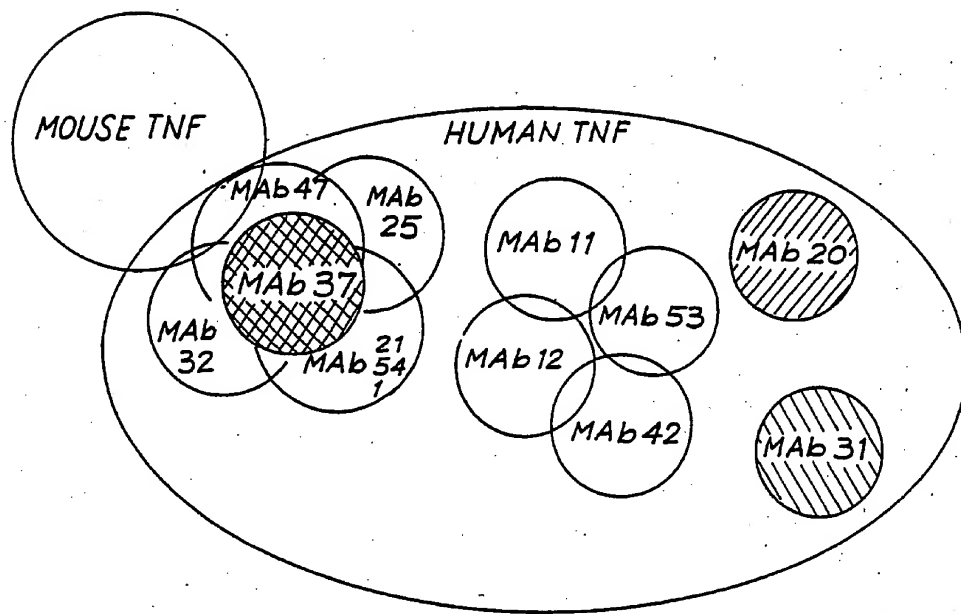 MOUSE TNF
HUMAN TNF
MAb 47
MAb
25
MAb 37
MAb
32
MAb 21
54
1
MAb 11
MAb 53
MAb 12
MAb 42
MAb 20
MAb 31